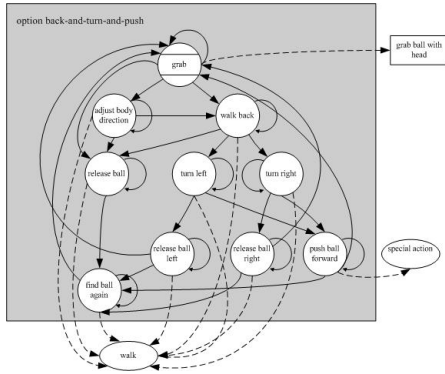 option back-and-turn-and-push
grab
grab ball with
head
adjust body
direction
walk back
release ball
turn left
turn right
release ball
left
release ball
right
push ball
forward
special action
find ball
again
walk